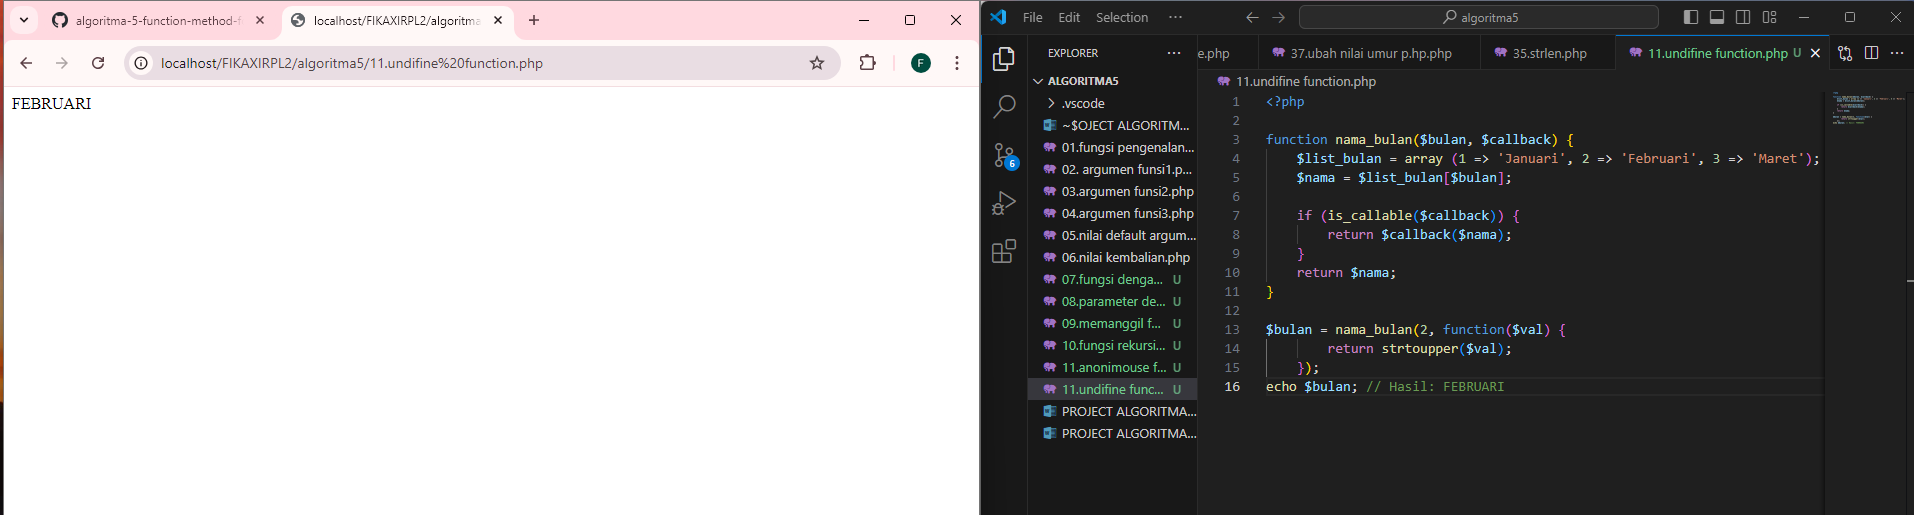 algoritma-5-function-method-f
localhost/FIKAXIRPL2/algoritma
localhost/FIKAXIRPL2/algoritma5/11.undifine%20function.php
F
FEBRUARI
File Edit Selection ...
algoritma5
EXPLORER ...
ALGORITMA5
.vscode
~$OJECT ALGORITM...
01.fungsi pengenalan...
02. argumen funsi1.p...
03.argumen funsi2.php
04.argumen funsi3.php
05.nilai default argum...
06.nilai kembalian.php
07.fungsi denga... U
08.parameter de... U
09.memanggil f... U
10.fungsi rekursi... U
11.anonimouse f... U
11.undifine func... U
PROJECT ALGORITMA...
PROJECT ALGORITMA...
6
e.php 37.ubah nilai umur p.hp.php 35.strlen.php 11.undifine function.php U
11.undifine function.php
1 <?php
2
3 function nama_bulan($bulan, $callback) {
4 $list_bulan = array (1 => 'Januari', 2 => 'Februari', 3 => 'Maret');
5 $nama = $list_bulan[$bulan];
6
7 if (is_callable($callback)) {
8 return $callback($nama);
9 }
10 return $nama;
11 }
12
13 $bulan = nama_bulan(2, function($val) {
14 return strtoupper($val);
15 });
16 echo $bulan; // Hasil: FEBRUARI